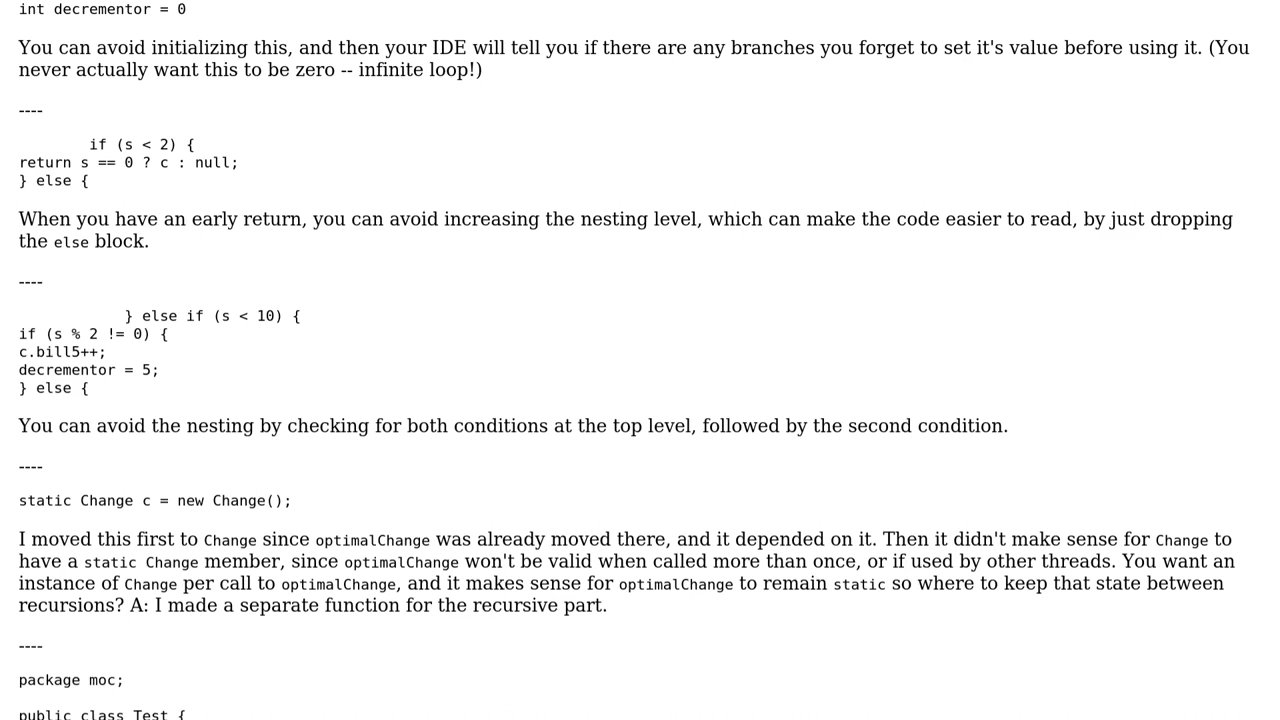 int decrementor = 0
You can avoid initializing this, and then your IDE will tell you if there are any branches you forget to set it's value before using it. (You
never actually want this to be zero -- infinite loop!)
----
if (s < 2) {
return s == 0 ? c : null;
} else {
When you have an early return, you can avoid increasing the nesting level, which can make the code easier to read, by just dropping
the else block.
----
} else if (s < 10) {
if (s % 2 != 0) {
c.bill5++;
decrementor = 5;
} else {
You can avoid the nesting by checking for both conditions at the top level, followed by the second condition.
----
static Change c = new Change();
I moved this first to Change since optimalChange was already moved there, and it depended on it. Then it didn't make sense for Change to
have a static Change member, since optimalChange won't be valid when called more than once, or if used by other threads. You want an
instance of Change per call to optimalChange, and it makes sense for optimalChange to remain static so where to keep that state between
recursions? A: I made a separate function for the recursive part.
----
package moc;
public class Test {